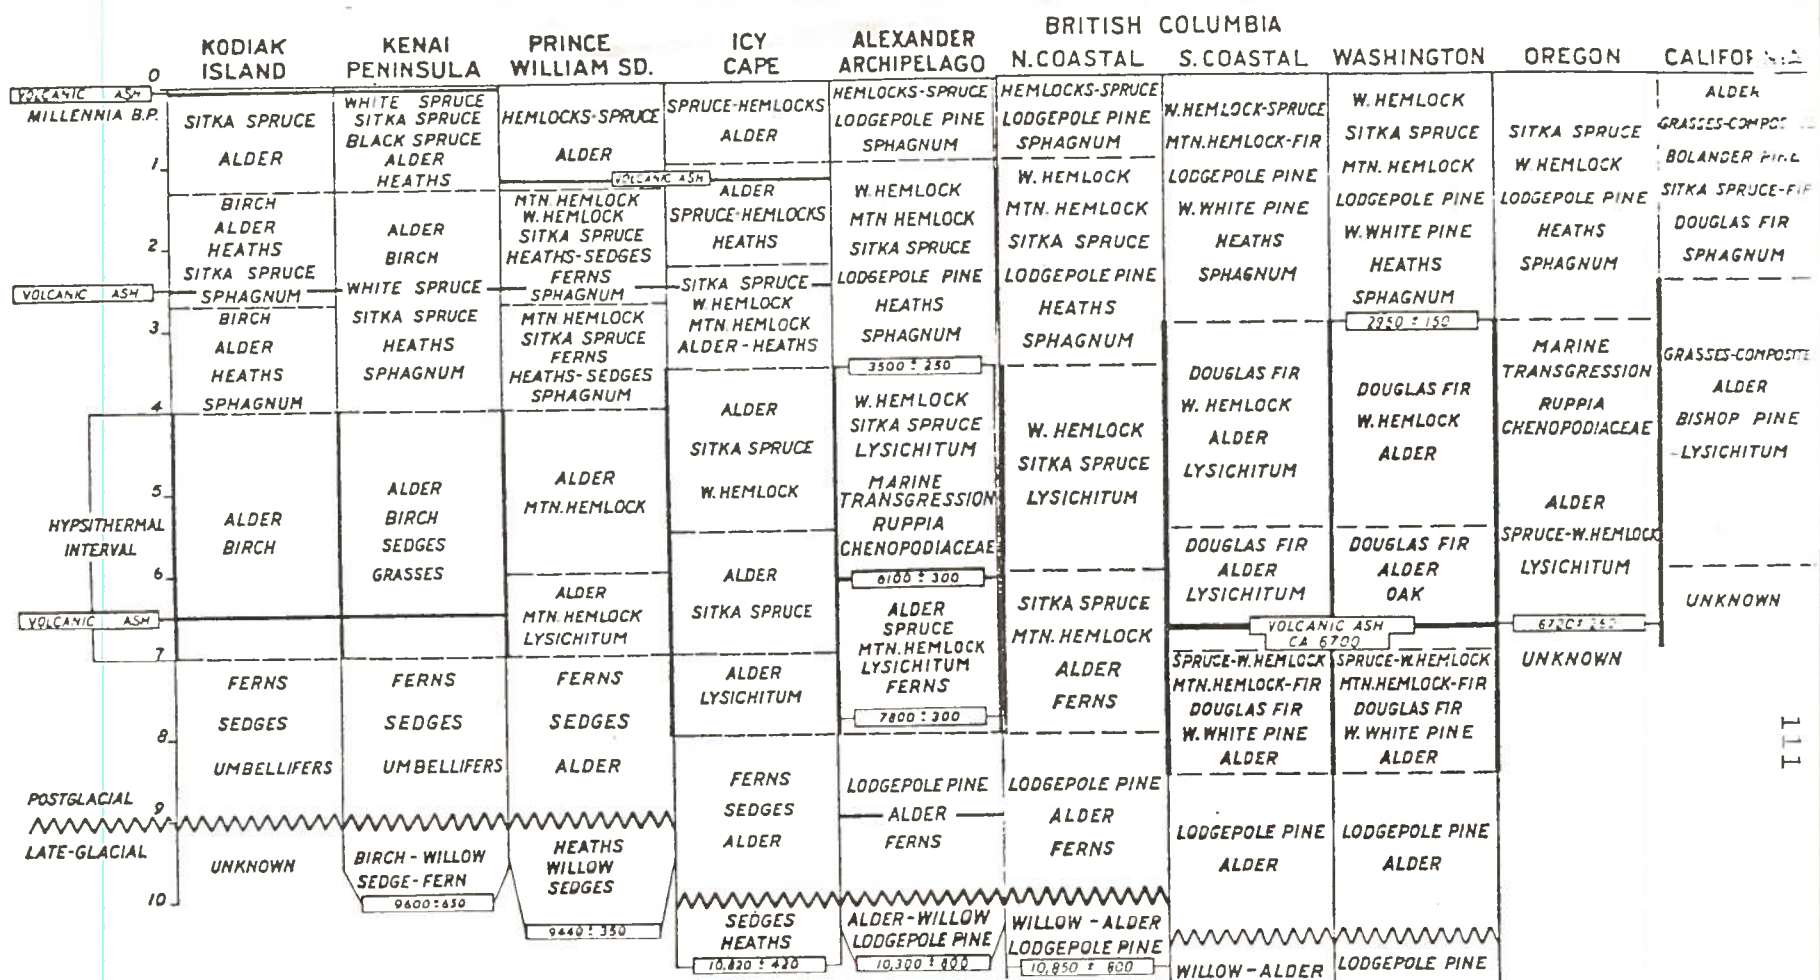 BRITISH COLUMBIA
KODIAK ISLAND
KENAI PENINSULA
PRINCE WILLIAM SD.
ICY CAPE
ALEXANDER ARCHIPELAGO
N.COASTAL
S.COASTAL
WASHINGTON
OREGON
0
VOLCANIC ASH
MILLENNIA B.P.
1
2
VOLCANIC ASH
3
4
5
HYPSITHERMAL
INTERVAL
6
VOLCANIC ASH
7
8
POSTGLACIAL
9
LATE-GLACIAL
10
SITKA SPRUCE
ALDER
BIRCH
ALDER
HEATHS
SITKA SPRUCE
SPHAGNUM
BIRCH
ALDER
HEATHS
SPHAGNUM
ALDER
BIRCH
FERNS
SEDGES
UMBELLIFERS
UNKNOWN
WHITE SPRUCE
SITKA SPRUCE
BLACK SPRUCE
ALDER
HEATHS
ALDER
BIRCH
WHITE SPRUCE
SITKA SPRUCE
HEATHS
SPHAGNUM
ALDER
BIRCH
SEDGES
GRASSES
FERNS
SEDGES
UMBELLIFERS
BIRCH - WILLOW
SEDGE - FERN
9600±650
HEMLOCKS-SPRUCE
ALDER
VOLCANIC ASH
MTN. HEMLOCK
W. HEMLOCK
SITKA SPRUCE
HEATHS-SEDGES
FERNS
SPHAGNUM
MTN. HEMLOCK
SITKA SPRUCE
FERNS
HEATHS-SEDGES
SPHAGNUM
ALDER
MTN. HEMLOCK
ALDER
MTN. HEMLOCK
LYSICHITUM
FERNS
SEDGES
ALDER
HEATHS
WILLOW
SEDGES
9440±350
SPRUCE-HEMLOCKS
ALDER
ALDER
SPRUCE-HEMLOCKS
HEATHS
SITKA SPRUCE
W. HEMLOCK
MTN. HEMLOCK
ALDER - HEATHS
ALDER
SITKA SPRUCE
W. HEMLOCK
ALDER
SITKA SPRUCE
ALDER
LYSICHITUM
FERNS
SEDGES
ALDER
SEDGES
HEATHS
10,820 ± 420
HEMLOCKS-SPRUCE
LODGEPOLE PINE
SPHAGNUM
W. HEMLOCK
MTN HEMLOCK
SITKA SPRUCE
LODGEPOLE PINE
HEATHS
SPHAGNUM
3500 ± 250
W. HEMLOCK
SITKA SPRUCE
LYSICHITUM
MARINE
TRANSGRESSION
RUPPIA
CHENOPODIACEAE
6100 ± 300
ALDER
SPRUCE
MTN. HEMLOCK
LYSICHITUM
FERNS
7800 ± 300
LODGEPOLE PINE
ALDER
FERNS
ALDER-WILLOW
LODGEPOLE PINE
10,300 ± 800
HEMLOCKS-SPRUCE
LODGEPOLE PINE
SPHAGNUM
W. HEMLOCK
MTN. HEMLOCK
SITKA SPRUCE
LODGEPOLE PINE
HEATHS
SPHAGNUM
W. HEMLOCK
SITKA SPRUCE
LYSICHITUM
SITKA SPRUCE
MTN. HEMLOCK
ALDER
FERNS
LODGEPOLE PINE
ALDER
FERNS
WILLOW - ALDER
LODGEPOLE PINE
10,850 ± 800
W. HEMLOCK-SPRUCE
MTN. HEMLOCK-FIR
LODGEPOLE PINE
W. WHITE PINE
HEATHS
SPHAGNUM
DOUGLAS FIR
W. HEMLOCK
ALDER
LYSICHITUM
DOUGLAS FIR
ALDER
LYSICHITUM
VOLCANIC ASH
CA 6700
SPRUCE-W.HEMLOCK
MTN.HEMLOCK-FIR
DOUGLAS FIR
W. WHITE PINE
ALDER
LODGEPOLE PINE
ALDER
WILLOW-ALDER
W. HEMLOCK
SITKA SPRUCE
MTN. HEMLOCK
LODGEPOLE PINE
W. WHITE PINE
HEATHS
SPHAGNUM
2950 ± 150
DOUGLAS FIR
W. HEMLOCK
ALDER
DOUGLAS FIR
ALDER
OAK
SPRUCE-W.HEMLOCK
MTN.HEMLOCK-FIR
DOUGLAS FIR
W. WHITE PINE
ALDER
LODGEPOLE PINE
ALDER
LODGEPOLE PINE
SITKA SPRUCE
W. HEMLOCK
LODGEPOLE PINE
HEATHS
SPHAGNUM
MARINE
TRANSGRESSION
RUPPIA
CHENOPODIACEAE
ALDER
SPRUCE-W.HEMLOCK
LYSICHITUM
UNKNOWN
ALDER
SITKA SPRUCE-FIR
DOUGLAS FIR
SPHAGNUM
GRASSES-COMPOSITE
ALDER
BISHOP PINE
LYSICHITUM
UNKNOWN
111